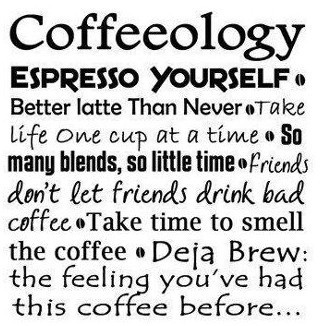 Coffeeology
Espresso Yourself
Better latte Than Never Take
life One cup at a time So
many blends, so little time friends
don't let friends drink bad
coffee Take time to smell
the coffee Deja Brew:
the feeling you've had
this coffee before...